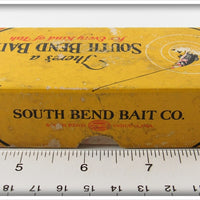 There's a
SOUTH BEND BAIT
For Every Kind of Fish
SOUTH BEND BAIT CO.
5 6 7
18 17 16 15 14 13 12 11